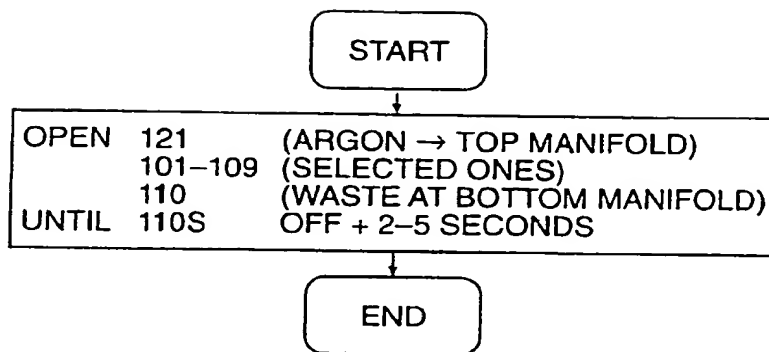 START
OPEN 121 (ARGON → TOP MANIFOLD)
101–109 (SELECTED ONES)
110 (WASTE AT BOTTOM MANIFOLD)
UNTIL 110S OFF + 2–5 SECONDS
END